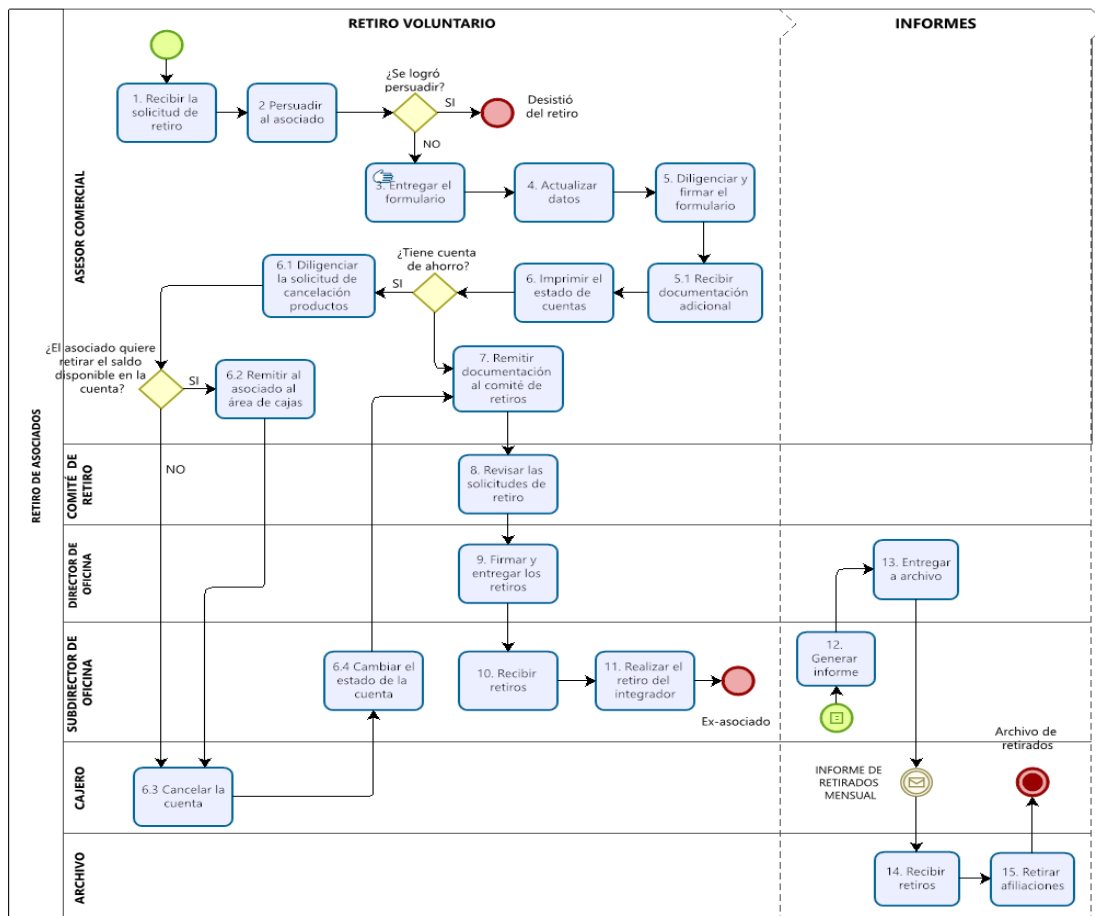 RETIRO VOLUNTARIO
INFORMES
RETIRO DE ASOCIADOS
ASESOR COMERCIAL
1. Recibir la
solicitud de
retiro
2 Persuadir
al asociado
¿Se logró
persuadir?
SI
Desistió
del retiro
NO
3. Entregar el
formulario
4. Actualizar
datos
5. Diligenciar y
firmar el
formulario
5.1 Recibir
documentación
adicional
6. Imprimir el
estado de
cuentas
¿Tiene cuenta
de ahorro?
SI
6.1 Diligenciar
la solicitud de
cancelación
productos
¿El asociado quiere
retirar el saldo
disponible en la
cuenta?
SI
6.2 Remitir al
asociado al
área de cajas
NO
7. Remitir
documentación
al comité de
retiros
COMITÉ DE
RETIRO
8. Revisar las
solicitudes de
retiro
DIRECTOR DE
OFICINA
9. Firmar y
entregar los
retiros
13. Entregar
a archivo
SUBDIRECTOR DE
OFICINA
6.4 Cambiar el
estado de la
cuenta
10. Recibir
retiros
11. Realizar el
retiro del
integrador
Ex-asociado
12.
Generar
informe
CAJERO
6.3 Cancelar la
cuenta
INFORME DE
RETIRADOS
MENSUAL
Archivo de
retirados
ARCHIVO
14. Recibir
retiros
15. Retirar
afiliaciones